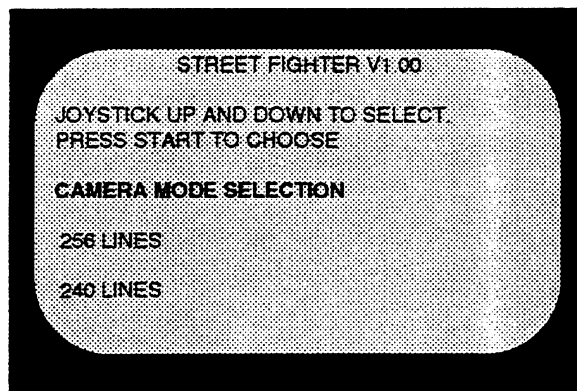 STREET FIGHTER V1.00
JOYSTICK UP AND DOWN TO SELECT.
PRESS START TO CHOOSE
CAMERA MODE SELECTION
256 LINES
240 LINES